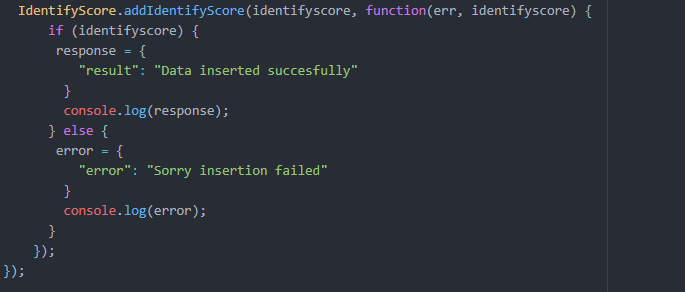 IdentifyScore.addIdentifyScore(identifyscore, function(err, identifyscore) {
if (identifyscore) {
response = {
"result": "Data inserted succesfully"
}
console.log(response);
} else {
error = {
"error": "Sorry insertion failed"
}
console.log(error);
}
});
});